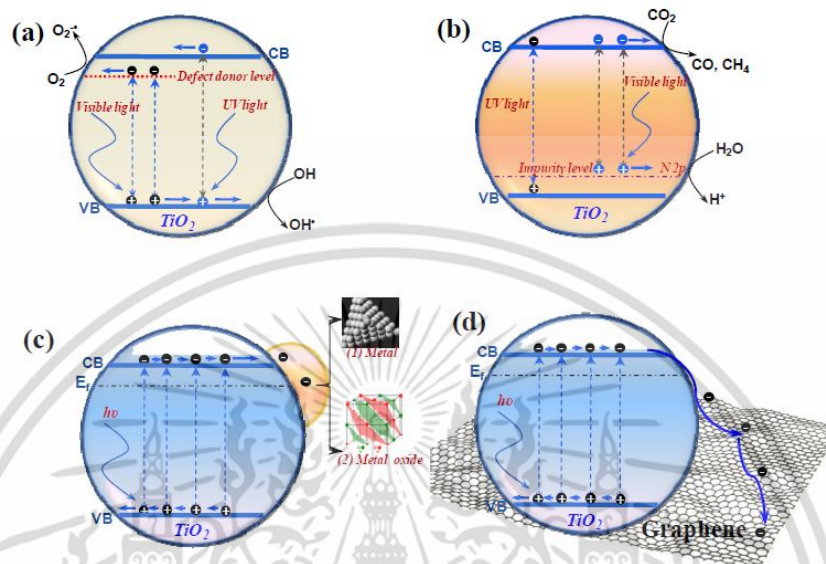 (a)
O₂⁻•
O₂
CB
Defect donor level
Visible light
UV light
OH
OH•
VB
TiO₂
(b)
CO₂
CB
CO, CH₄
Visible light
UV light
H₂O
Impurity level
N 2p
H⁺
VB
TiO₂
(c)
CB
E_f
hυ
VB
TiO₂
(1) Metal
(2) Metal oxide
(d)
CB
E_f
hυ
VB
TiO₂
Graphene